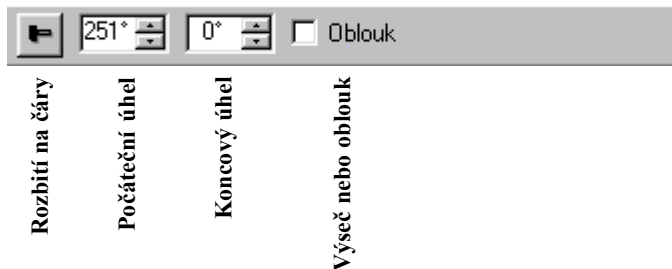 251° 0° Oblouk
Rozbití na čáry
Počáteční úhel
Koncový úhel
Výseč nebo oblouk